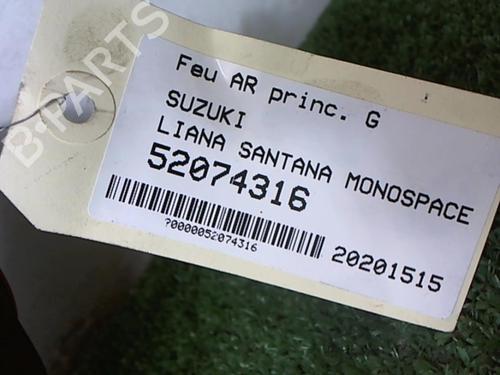 B-PARTS
Feu AR princ. G
SUZUKI
LIANA SANTANA MONOSPACE
52074316
70000052074316
20201515